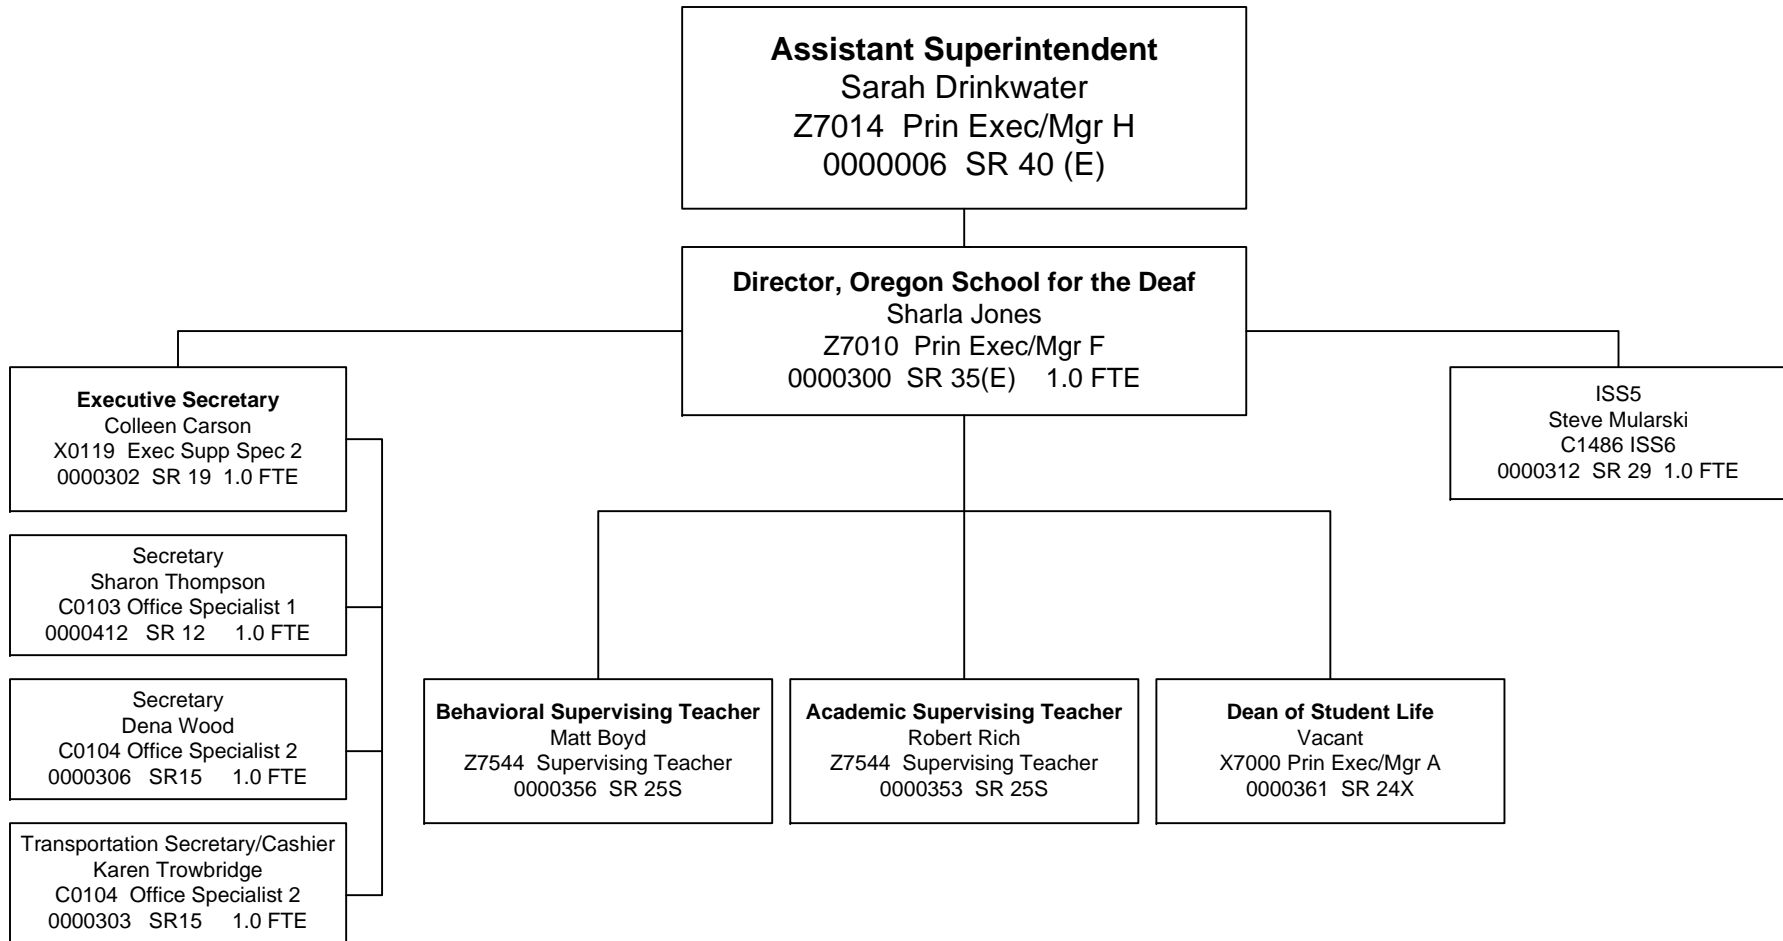 Assistant Superintendent
Sarah Drinkwater
Z7014 Prin Exec/Mgr H
0000006 SR 40 (E)
Director, Oregon School for the Deaf
Sharla Jones
Z7010 Prin Exec/Mgr F
0000300 SR 35(E) 1.0 FTE
Executive Secretary
Colleen Carson
X0119 Exec Supp Spec 2
0000302 SR 19 1.0 FTE
ISS5
Steve Mularski
C1486 ISS6
0000312 SR 29 1.0 FTE
Secretary
Sharon Thompson
C0103 Office Specialist 1
0000412 SR 12 1.0 FTE
Secretary
Dena Wood
C0104 Office Specialist 2
0000306 SR15 1.0 FTE
Transportation Secretary/Cashier
Karen Trowbridge
C0104 Office Specialist 2
0000303 SR15 1.0 FTE
Behavioral Supervising Teacher
Matt Boyd
Z7544 Supervising Teacher
0000356 SR 25S
Academic Supervising Teacher
Robert Rich
Z7544 Supervising Teacher
0000353 SR 25S
Dean of Student Life
Vacant
X7000 Prin Exec/Mgr A
0000361 SR 24X